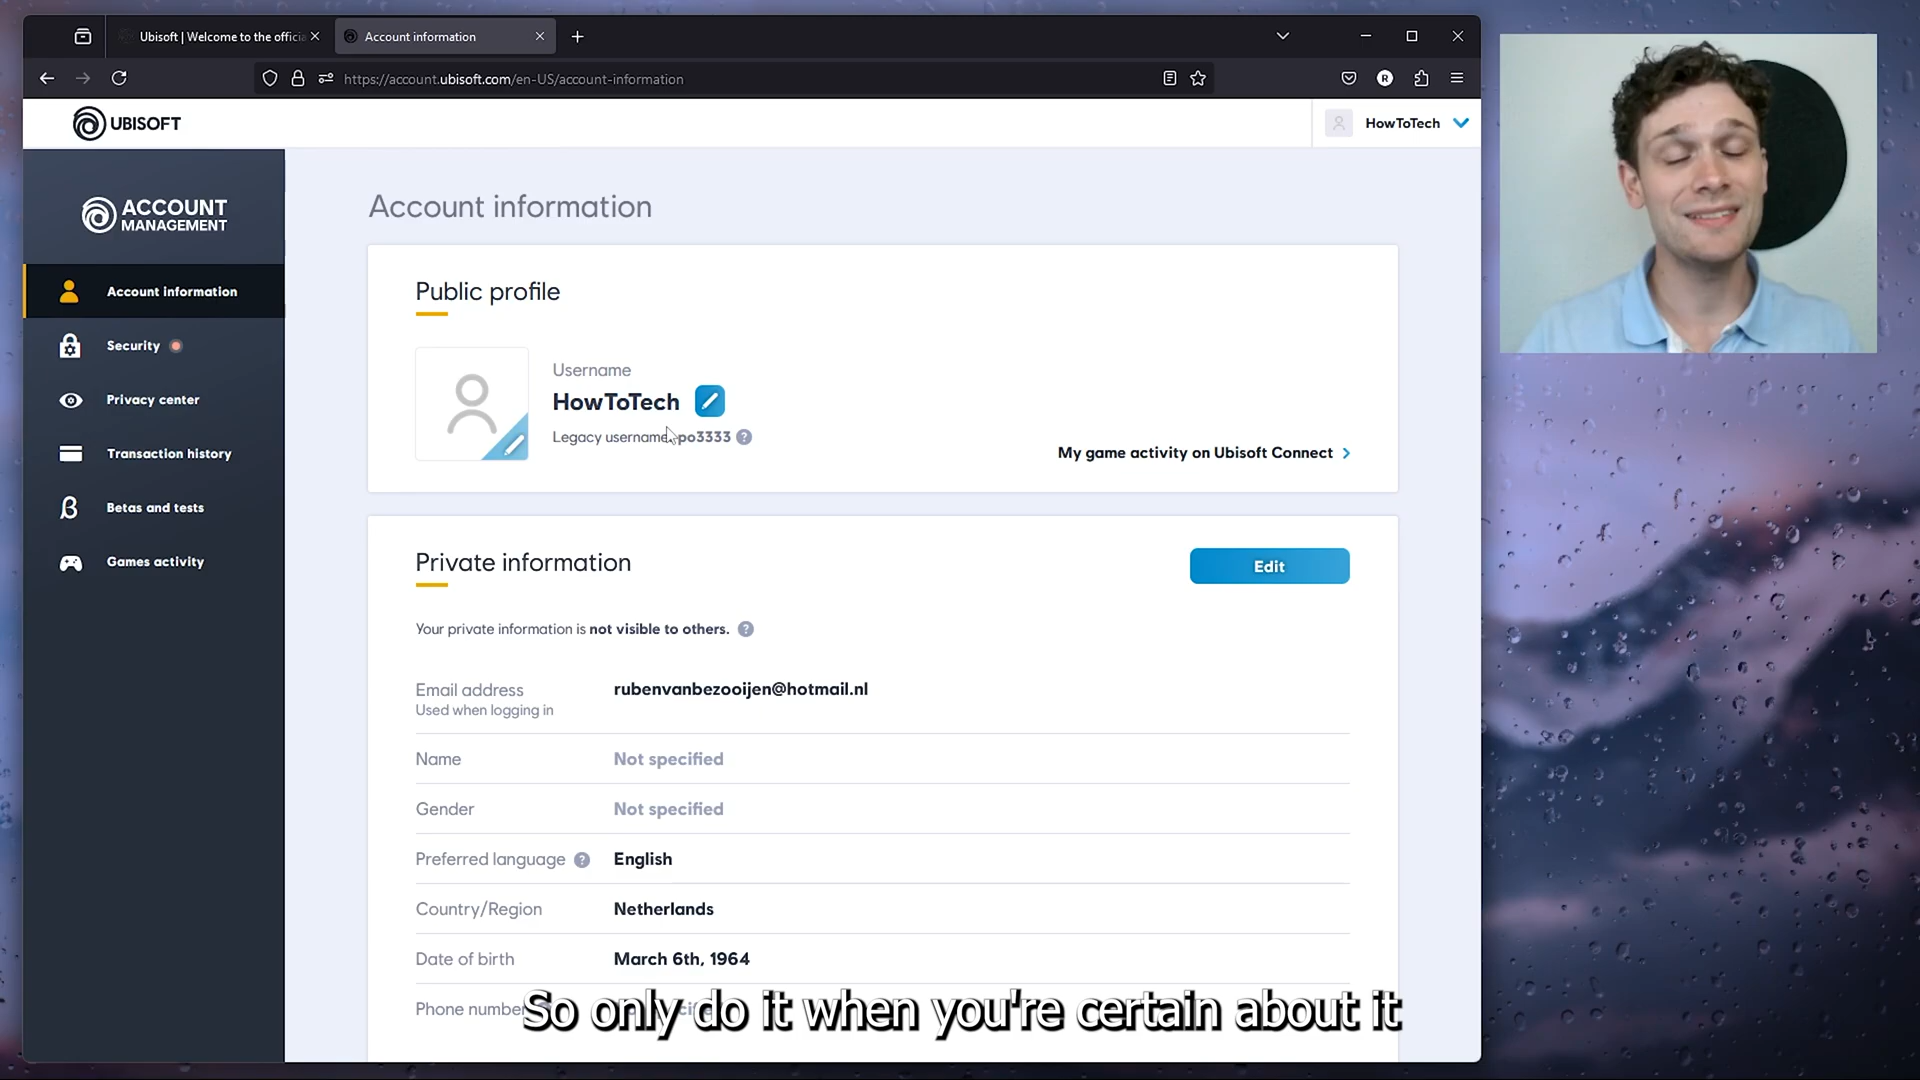 Ubisoft | Welcome to the officia
Account information
https://account.ubisoft.com/en-US/account-information
R
UBISOFT
HowToTech
ACCOUNT
MANAGEMENT
Account information
Security
Privacy center
Transaction history
Betas and tests
Games activity
Account information
Public profile
Username
HowToTech
Legacy username po3333 ?
My game activity on Ubisoft Connect
Private information
Edit
Your private information is not visible to others. ?
Email address
Used when logging in
rubenvanbezooijen@hotmail.nl
Name Not specified
Gender Not specified
Preferred language ? English
Country/Region Netherlands
Date of birth March 6th, 1964
Phone number
So only do it when you're certain about it